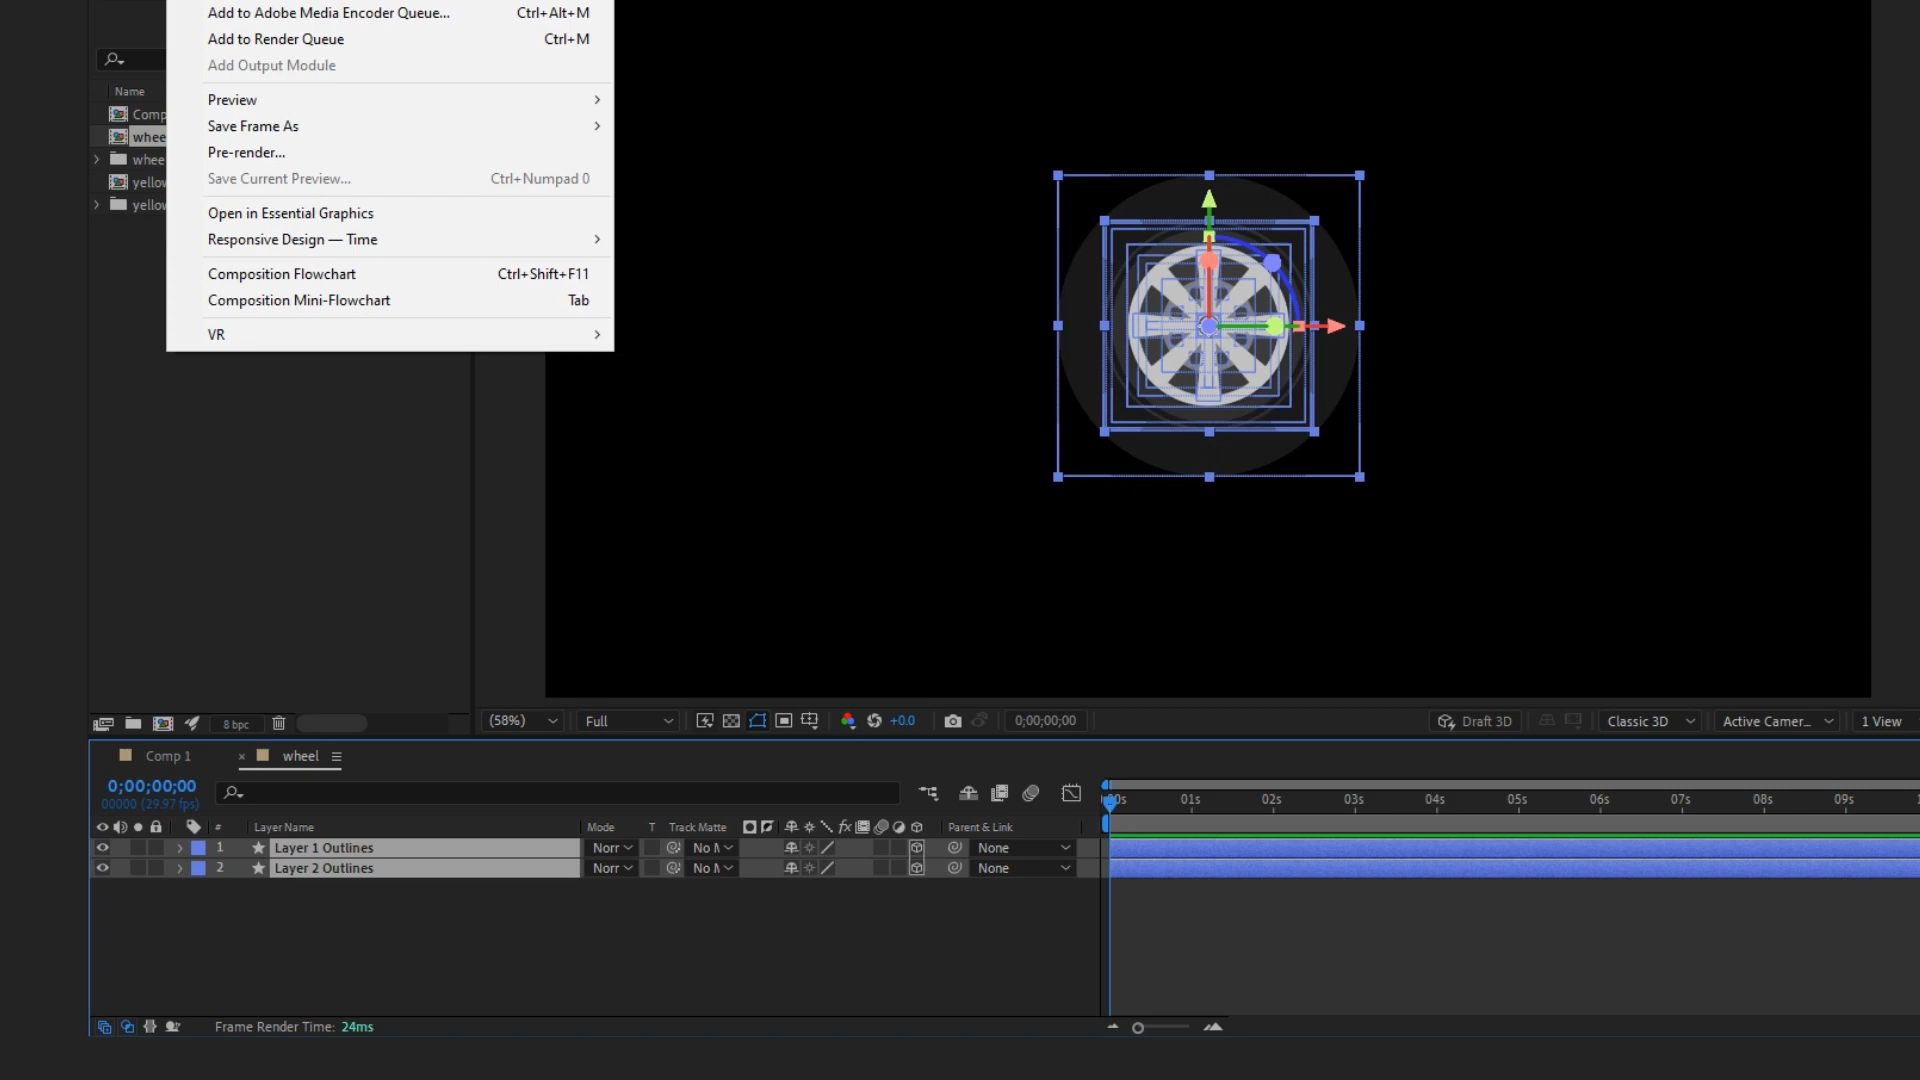 Add to Adobe Media Encoder Queue... Ctrl+Alt+M
Add to Render Queue Ctrl+M
Add Output Module
Name
Preview
Comp
Save Frame As
whee
Pre-render...
whee
Save Current Preview... Ctrl+Numpad 0
yellow
yellow
Open in Essential Graphics
Responsive Design — Time
Composition Flowchart Ctrl+Shift+F11
Composition Mini-Flowchart Tab
VR
8 bpc
(58%) Full +0.0 0;00;00;00 Draft 3D Classic 3D Active Camer... 1 View
Comp 1 × wheel
0;00;00;00
00000 (29.97 fps)
00s 01s 02s 03s 04s 05s 06s 07s 08s 09s
# Layer Name Mode T Track Matte fx Parent & Link
1 Layer 1 Outlines Norr No M None
2 Layer 2 Outlines Norr No M None
Frame Render Time: 24ms